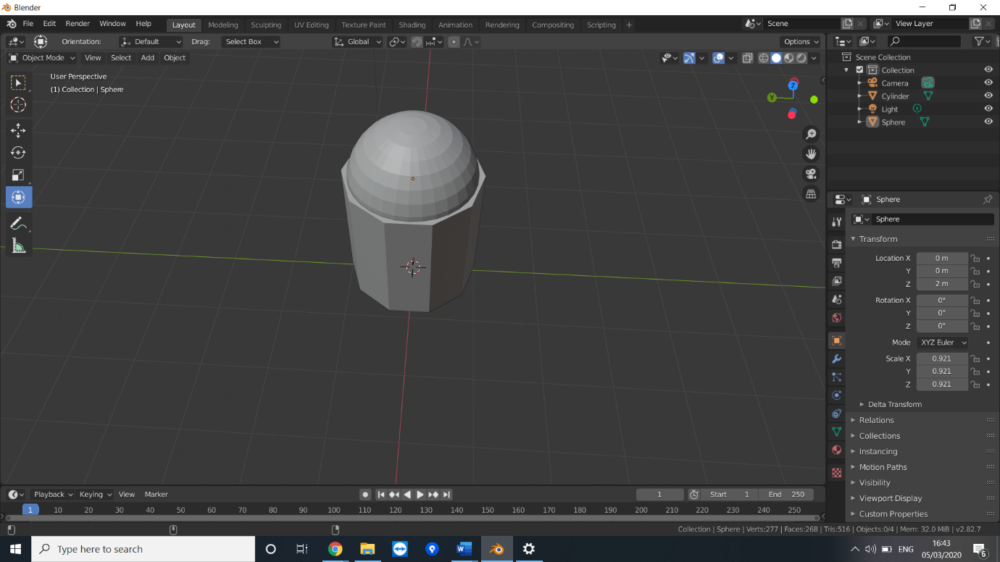 Blender
File Edit Render Window Help Layout Modeling Sculpting UV Editing Texture Paint Shading Animation Rendering Compositing Scripting + Scene View Layer
Orientation: Default Drag: Select Box Global Options
Object Mode View Select Add Object
User Perspective
(1) Collection | Sphere
Z
Y
Scene Collection
Collection
Camera
Cylinder
Light
Sphere
Sphere
Sphere
Transform
Location X 0 m
Y 0 m
Z 2 m
Rotation X 0°
Y 0°
Z 0°
Mode XYZ Euler
Scale X 0.921
Y 0.921
Z 0.921
Delta Transform
Relations
Collections
Instancing
Motion Paths
Visibility
Viewport Display
Custom Properties
Playback Keying View Marker 1 Start 1 End 250
1 10 20 30 40 50 60 70 80 90 100 110 120 130 140 150 160 170 180 190 200 210 220 230 240 250
Collection | Sphere | Verts:277 | Faces:268 | Tris:516 | Objects:0/4 | Mem: 32.0 MiB | v2.82.7
Type here to search
ENG
16:43
05/03/2020
6